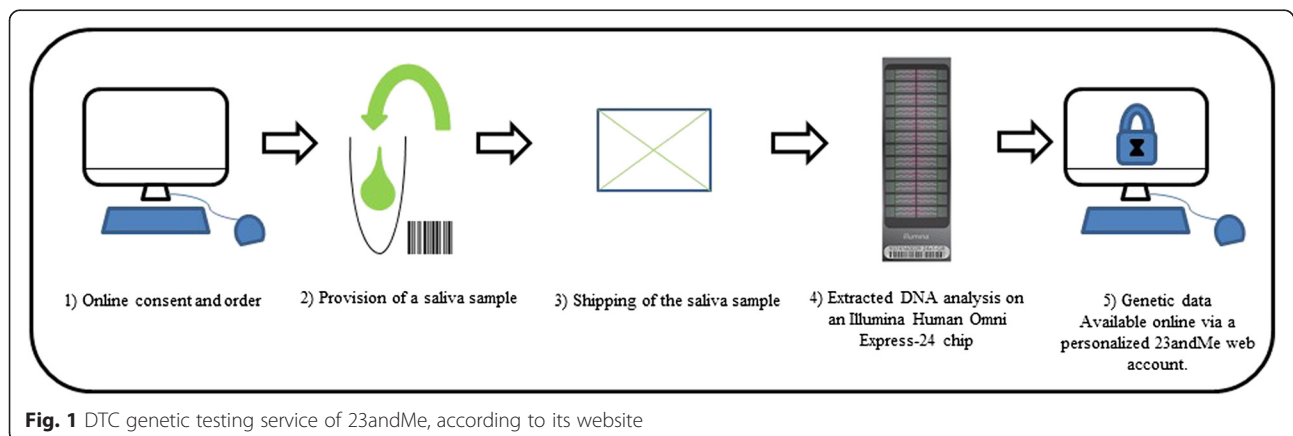 1) Online consent and order
2) Provision of a saliva sample
3) Shipping of the saliva sample
4) Extracted DNA analysis on
an Illumina Human Omni
Express-24 chip
5) Genetic data
Available online via a
personalized 23andMe web
account.
illumina
Fig. 1 DTC genetic testing service of 23andMe, according to its website